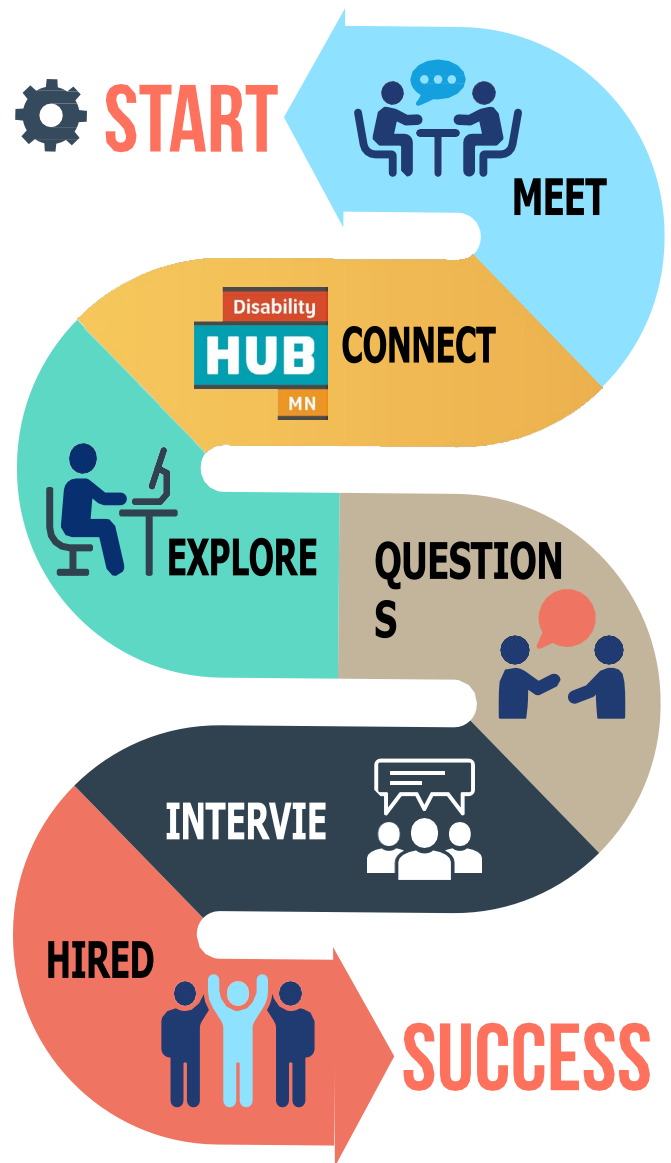 START
MEET
Disability
HUB
MN
CONNECT
EXPLORE
QUESTION
S
INTERVIE
HIRED
SUCCESS